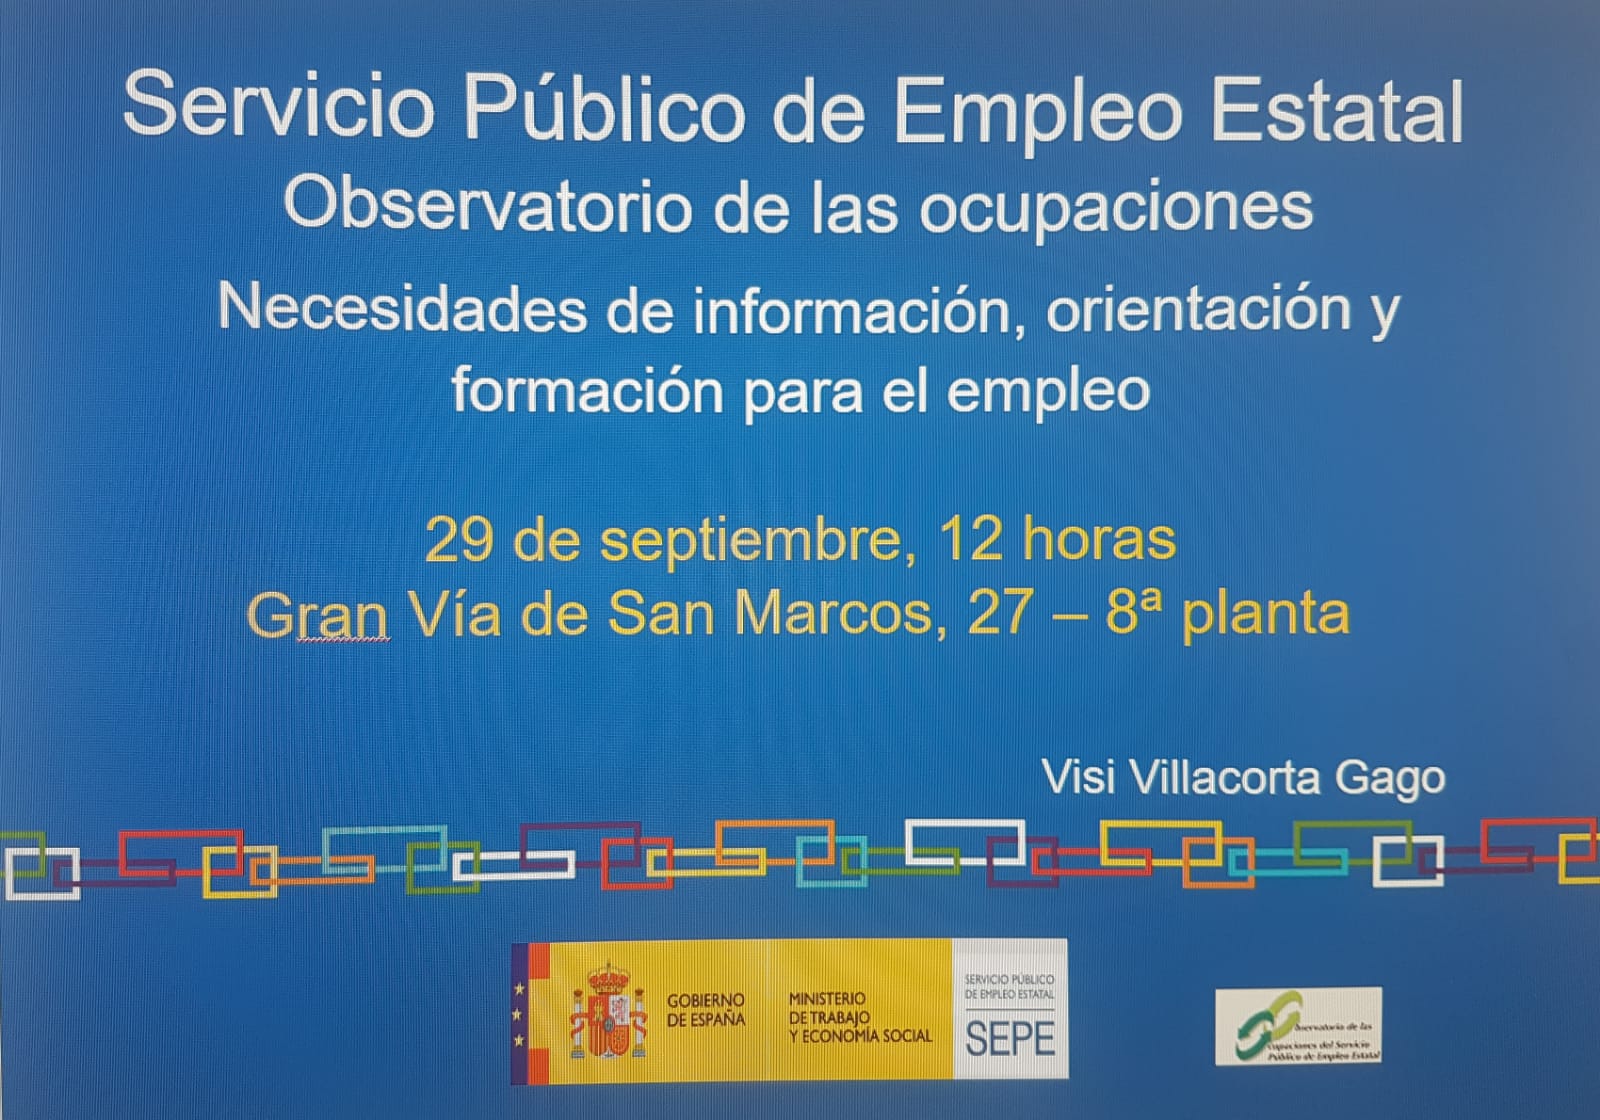 Servicio Público de Empleo Estatal
Observatorio de las ocupaciones
Necesidades de información, orientación y
formación para el empleo
29 de septiembre, 12 horas
Gran Vía de San Marcos, 27 – 8ª planta
Visi Villacorta Gago
GOBIERNO
DE ESPAÑA
MINISTERIO
DE TRABAJO
Y ECONOMÍA SOCIAL
SERVICIO PÚBLICO
DE EMPLEO ESTATAL
SEPE
Observatorio de las
Ocupaciones del Servicio
Público de Empleo Estatal